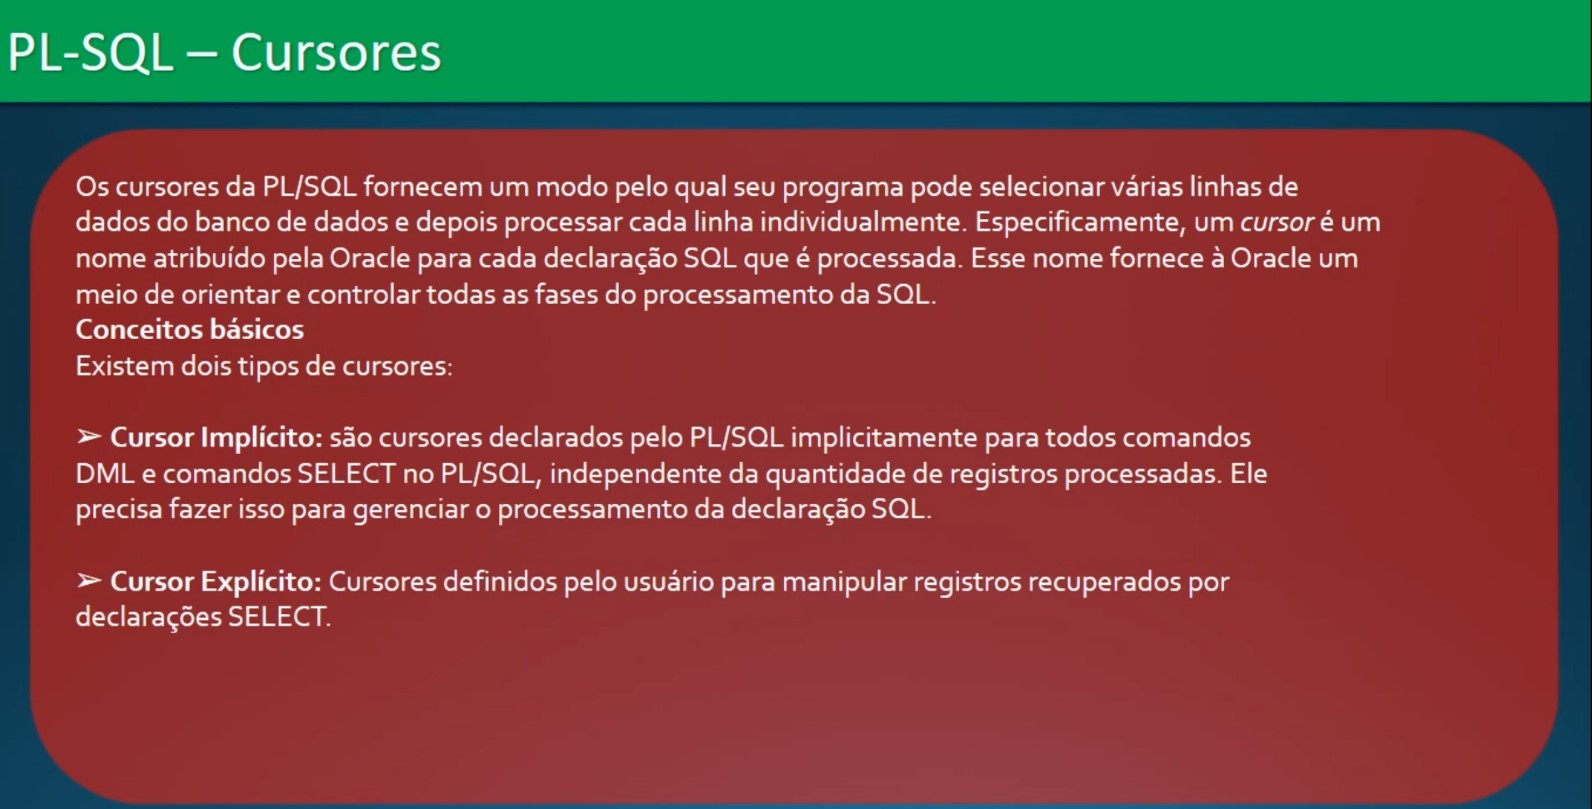 PL-SQL – Cursores
Os cursores da PL/SQL fornecem um modo pelo qual seu programa pode selecionar várias linhas de
dados do banco de dados e depois processar cada linha individualmente. Especificamente, um cursor é um
nome atribuído pela Oracle para cada declaração SQL que é processada. Esse nome fornece à Oracle um
meio de orientar e controlar todas as fases do processamento da SQL.
Conceitos básicos
Existem dois tipos de cursores:
➢ Cursor Implícito: são cursores declarados pelo PL/SQL implicitamente para todos comandos
DML e comandos SELECT no PL/SQL, independente da quantidade de registros processadas. Ele
precisa fazer isso para gerenciar o processamento da declaração SQL.
➢ Cursor Explícito: Cursores definidos pelo usuário para manipular registros recuperados por
declarações SELECT.